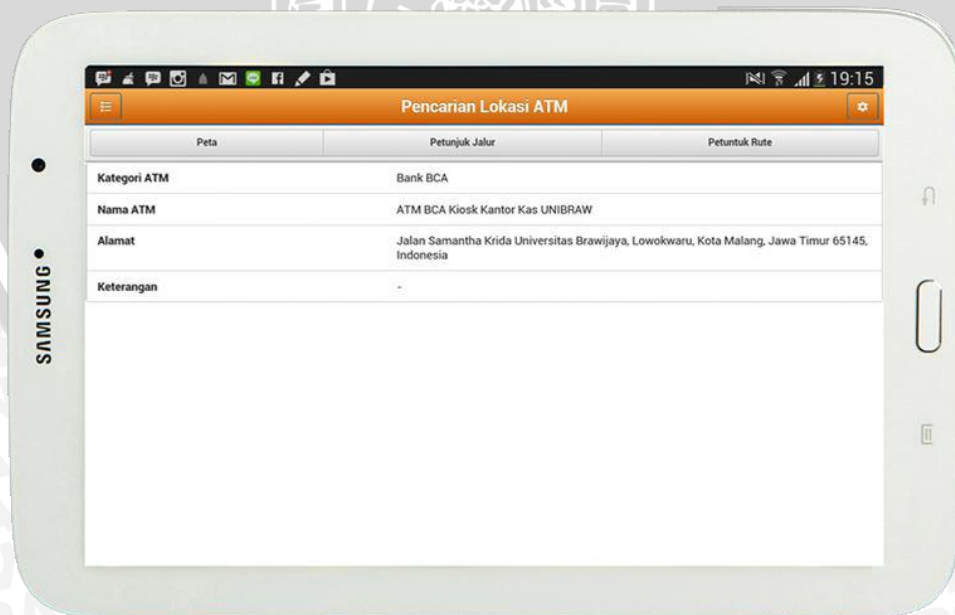 19:15
Pencarian Lokasi ATM
Peta
Petunjuk Jalur
Petuntuk Rute
Kategori ATM
Bank BCA
Nama ATM
ATM BCA Kiosk Kantor Kas UNIBRAW
Alamat
Jalan Samantha Krida Universitas Brawijaya, Lowokwaru, Kota Malang, Jawa Timur 65145,
Indonesia
Keterangan
-
SAMSUNG